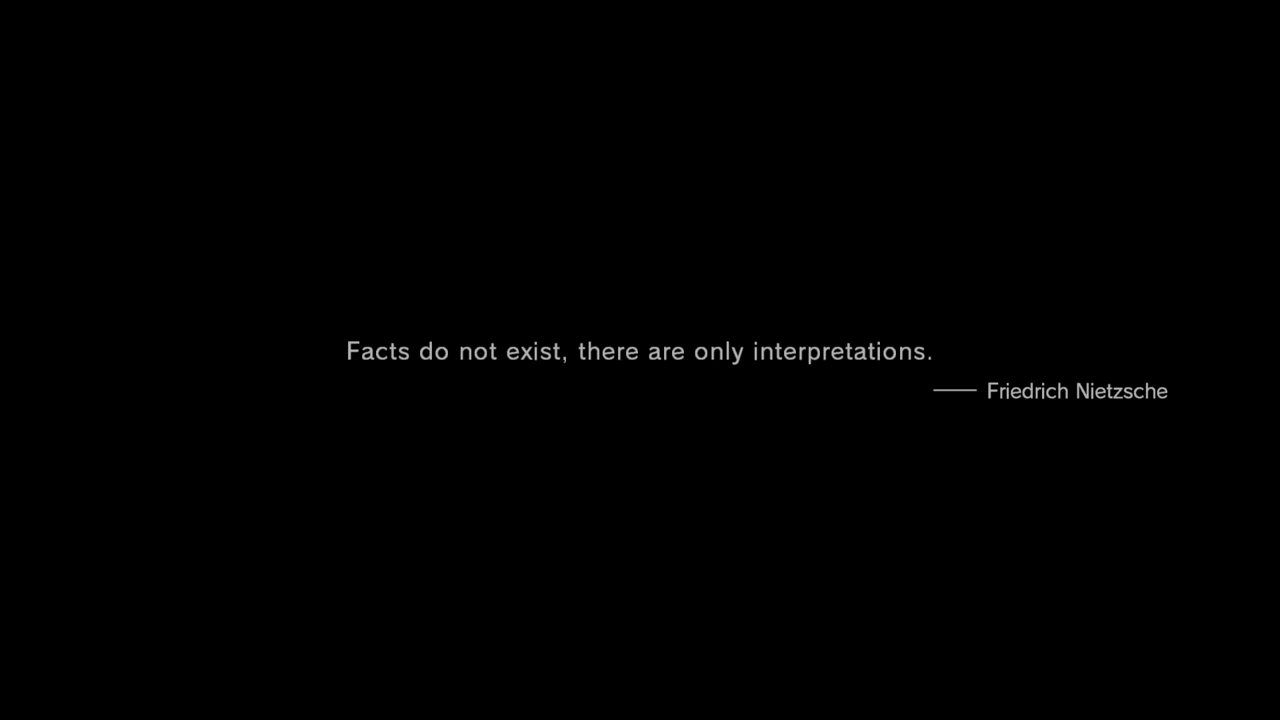 Facts do not exist, there are only interpretations.
—— Friedrich Nietzsche